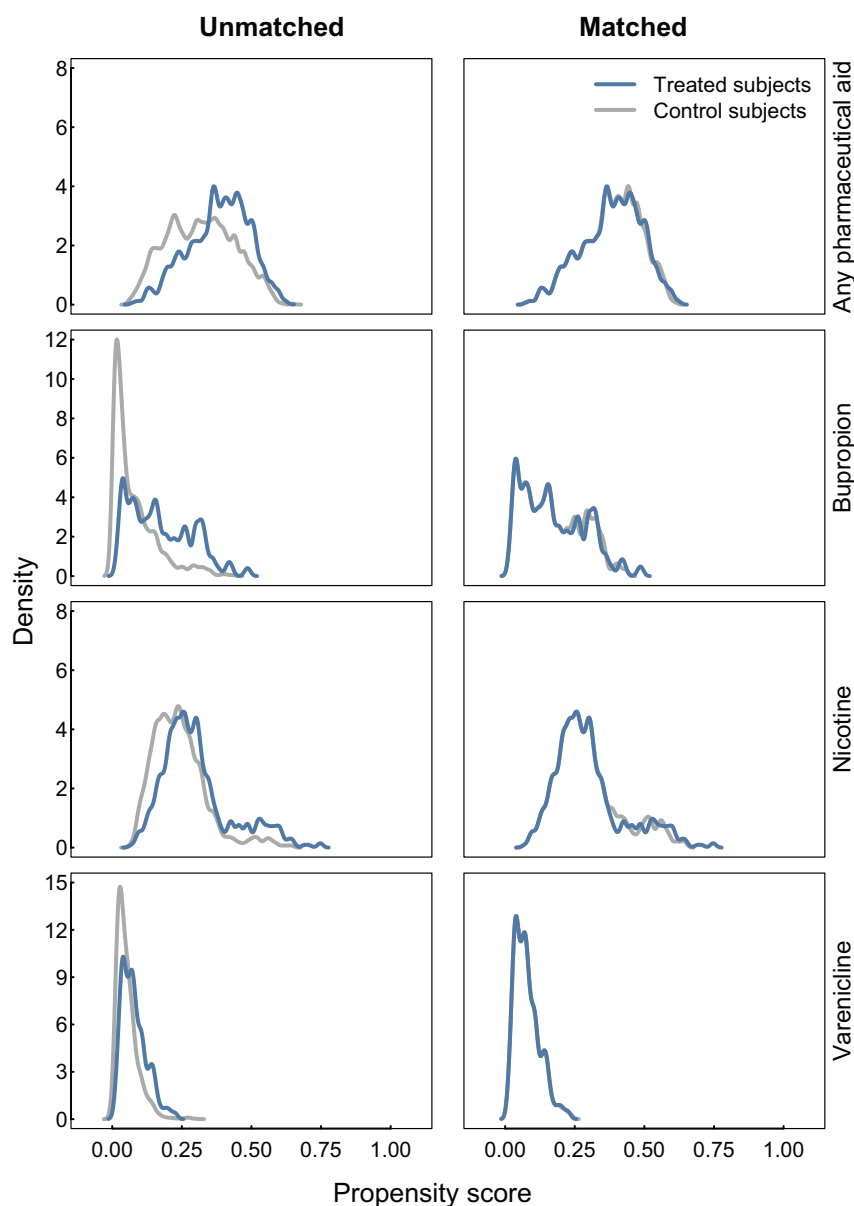 Unmatched
Matched
8
6
4
2
0
Treated subjects
Control subjects
Any pharmaceutical aid
12
10
8
6
4
2
0
Bupropion
Density
8
6
4
2
0
Nicotine
15
12
9
6
3
0
Varenicline
0.00 0.25 0.50 0.75 1.00
0.00 0.25 0.50 0.75 1.00
Propensity score